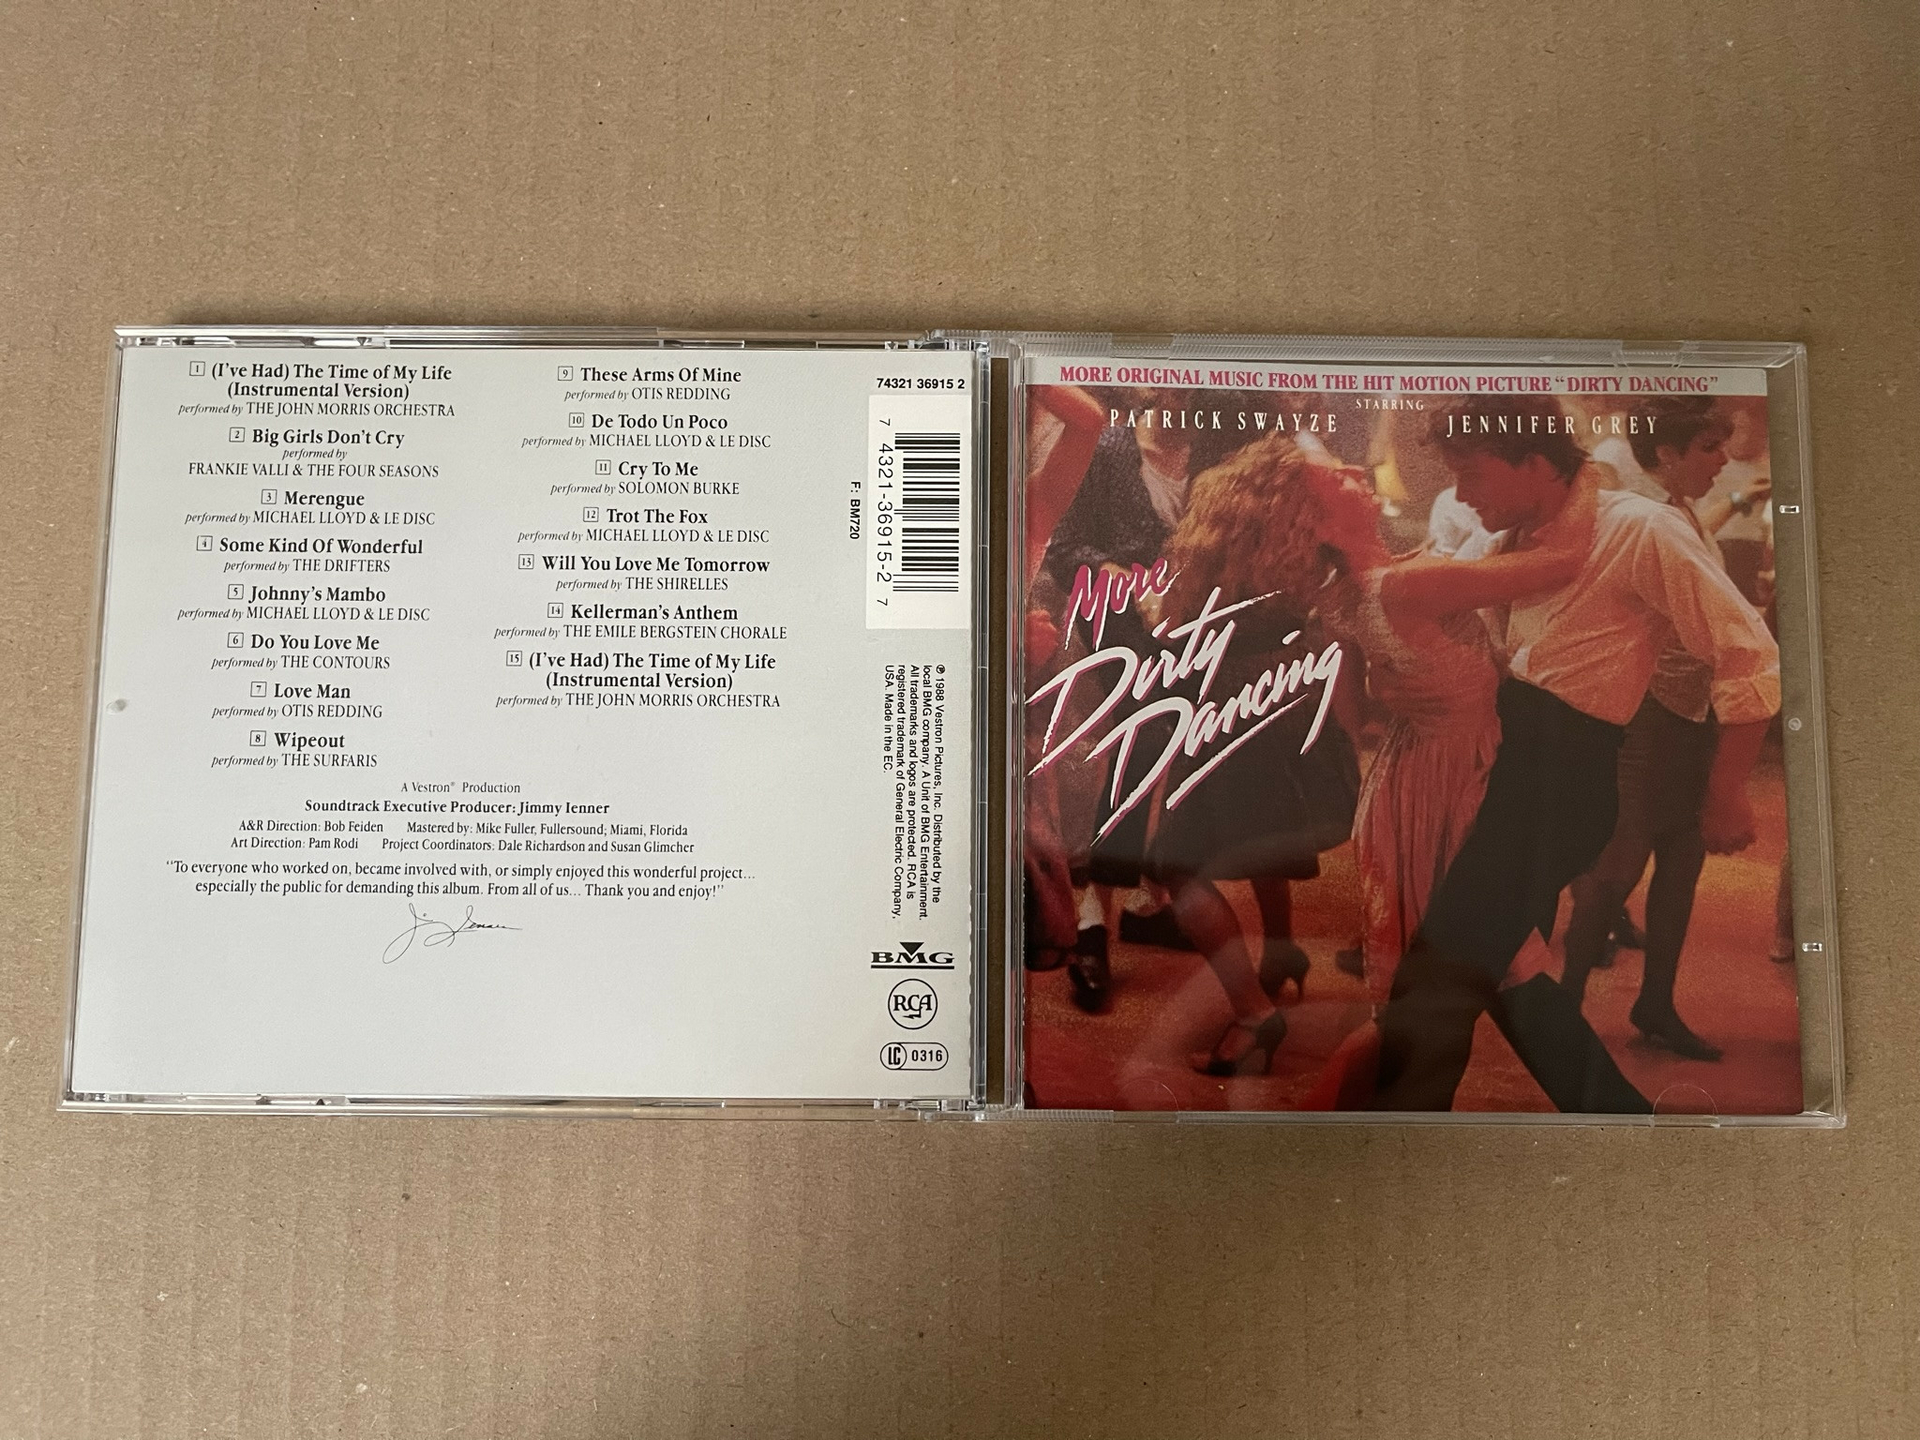 1 (I've Had) The Time of My Life
(Instrumental Version)
performed by THE JOHN MORRIS ORCHESTRA
2 Big Girls Don't Cry
performed by
FRANKIE VALLI & THE FOUR SEASONS
3 Merengue
performed by MICHAEL LLOYD & LE DISC
4 Some Kind Of Wonderful
performed by THE DRIFTERS
5 Johnny's Mambo
performed by MICHAEL LLOYD & LE DISC
6 Do You Love Me
performed by THE CONTOURS
7 Love Man
performed by OTIS REDDING
8 Wipeout
performed by THE SURFARIS
9 These Arms Of Mine
performed by OTIS REDDING
10 De Todo Un Poco
performed by MICHAEL LLOYD & LE DISC
11 Cry To Me
performed by SOLOMON BURKE
12 Trot The Fox
performed by MICHAEL LLOYD & LE DISC
13 Will You Love Me Tomorrow
performed by THE SHIRELLES
14 Kellerman's Anthem
performed by THE EMILE BERGSTEIN CHORALE
15 (I've Had) The Time of My Life
(Instrumental Version)
performed by THE JOHN MORRIS ORCHESTRA
A Vestron® Production
Soundtrack Executive Producer: Jimmy Ienner
A&R Direction: Bob Feiden Mastered by: Mike Fuller, Fullersound; Miami, Florida
Art Direction: Pam Rodi Project Coordinators: Dale Richardson and Susan Glimcher
"To everyone who worked on, became involved with, or simply enjoyed this wonderful project...
especially the public for demanding this album. From all of us... Thank you and enjoy!"
74321 36915 2
7 4321-36915-2 7
F: BM720
℗ 1988 Vestron Pictures, Inc. Distributed by the
local BMG company. A Unit of BMG Entertainment.
All trademarks and logos are protected. RCA is
registered trademark of General Electric Company,
USA. Made in the EC.
BMG
RCA
LC 0316
MORE ORIGINAL MUSIC FROM THE HIT MOTION PICTURE "DIRTY DANCING"
STARRING
PATRICK SWAYZE JENNIFER GREY
More
Dirty
Dancing